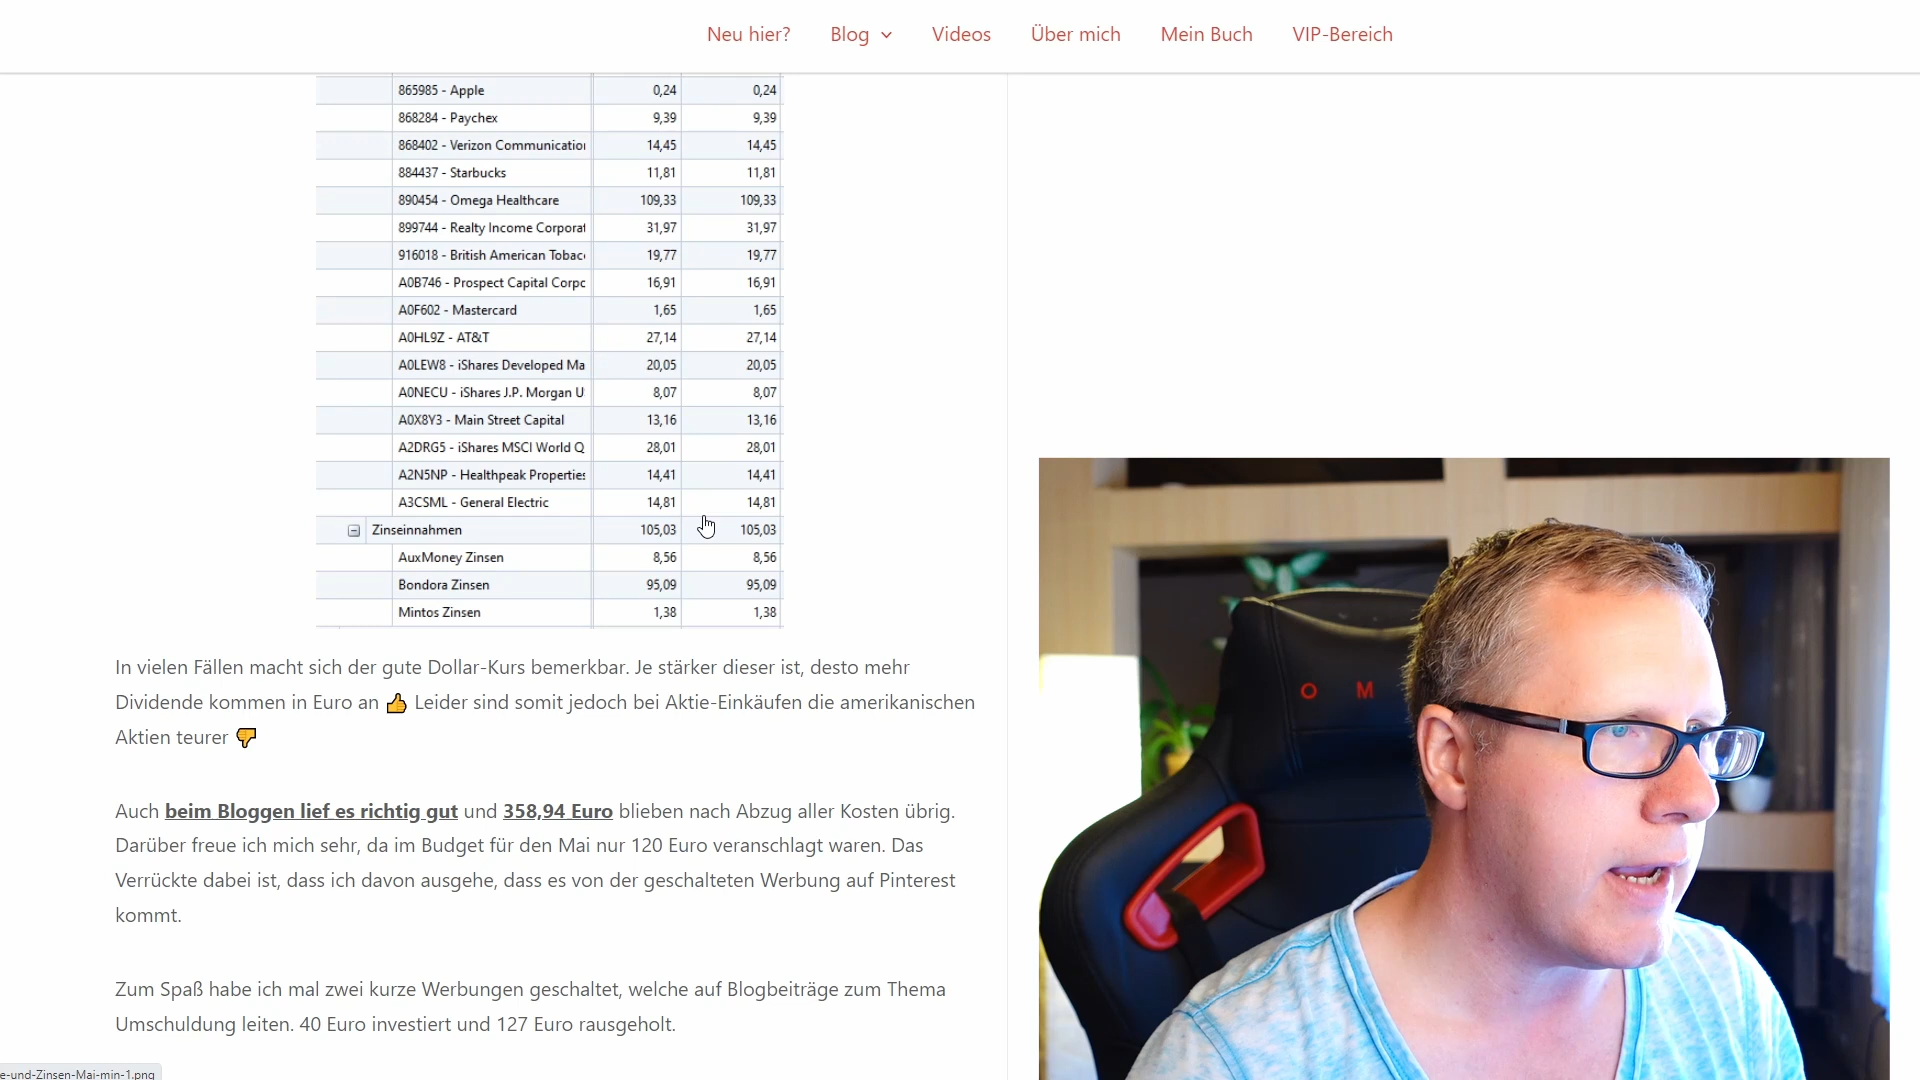 Neu hier? Blog Videos Über mich Mein Buch VIP-Bereich
865985 - Apple 0,24 0,24
868284 - Paychex 9,39 9,39
868402 - Verizon Communication 14,45 14,45
884437 - Starbucks 11,81 11,81
890454 - Omega Healthcare 109,33 109,33
899744 - Realty Income Corporat 31,97 31,97
916018 - British American Tobacc 19,77 19,77
A0B746 - Prospect Capital Corpo 16,91 16,91
A0F602 - Mastercard 1,65 1,65
A0HL9Z - AT&T 27,14 27,14
A0LEW8 - iShares Developed Ma 20,05 20,05
A0NECU - iShares J.P. Morgan U 8,07 8,07
A0X8Y3 - Main Street Capital 13,16 13,16
A2DRG5 - iShares MSCI World Q 28,01 28,01
A2N5NP - Healthpeak Properties 14,41 14,41
A3CSML - General Electric 14,81 14,81
Zinseinnahmen 105,03 105,03
AuxMoney Zinsen 8,56 8,56
Bondora Zinsen 95,09 95,09
Mintos Zinsen 1,38 1,38
In vielen Fällen macht sich der gute Dollar-Kurs bemerkbar. Je stärker dieser ist, desto mehr
Dividende kommen in Euro an 👍 Leider sind somit jedoch bei Aktie-Einkäufen die amerikanischen
Aktien teurer 👎
Auch beim Bloggen lief es richtig gut und 358,94 Euro blieben nach Abzug aller Kosten übrig.
Darüber freue ich mich sehr, da im Budget für den Mai nur 120 Euro veranschlagt waren. Das
Verrückte dabei ist, dass ich davon ausgehe, dass es von der geschalteten Werbung auf Pinterest
kommt.
Zum Spaß habe ich mal zwei kurze Werbungen geschaltet, welche auf Blogbeiträge zum Thema
Umschuldung leiten. 40 Euro investiert und 127 Euro rausgeholt.
e-und-Zinsen-Mai-min-1.png
O M